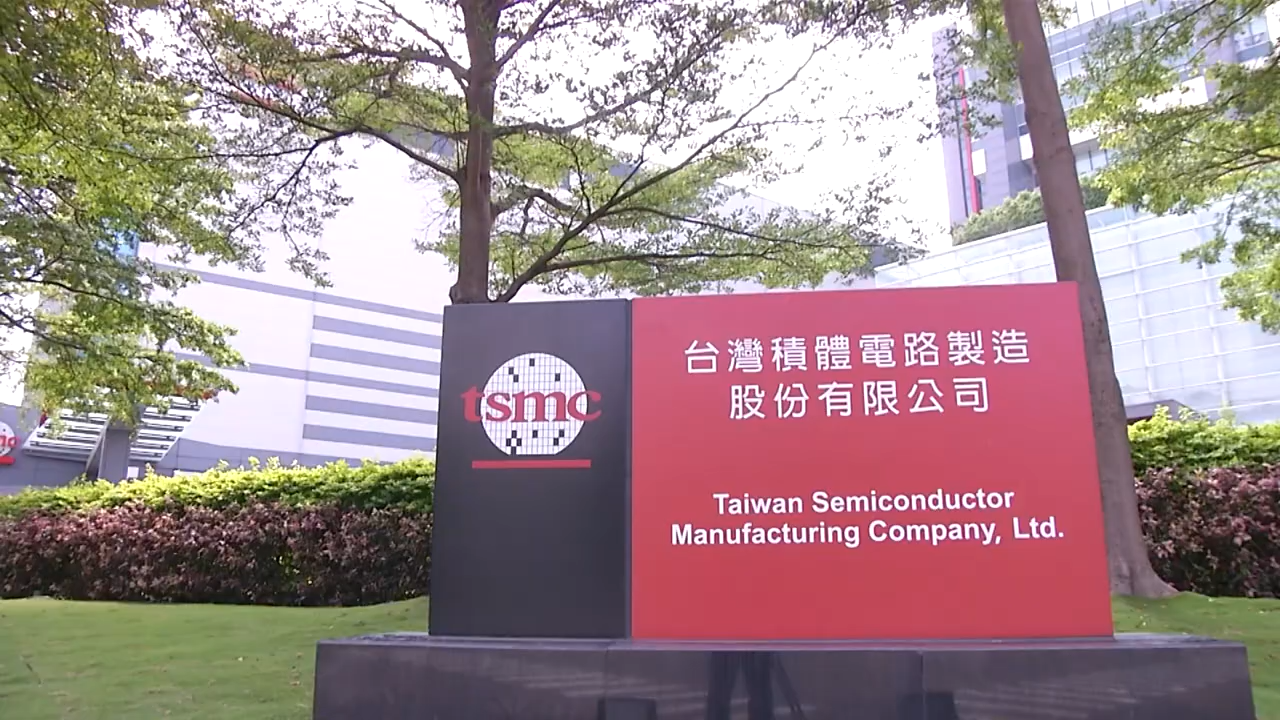 tsmc
台灣積體電路製造
股份有限公司
Taiwan Semiconductor
Manufacturing Company, Ltd.